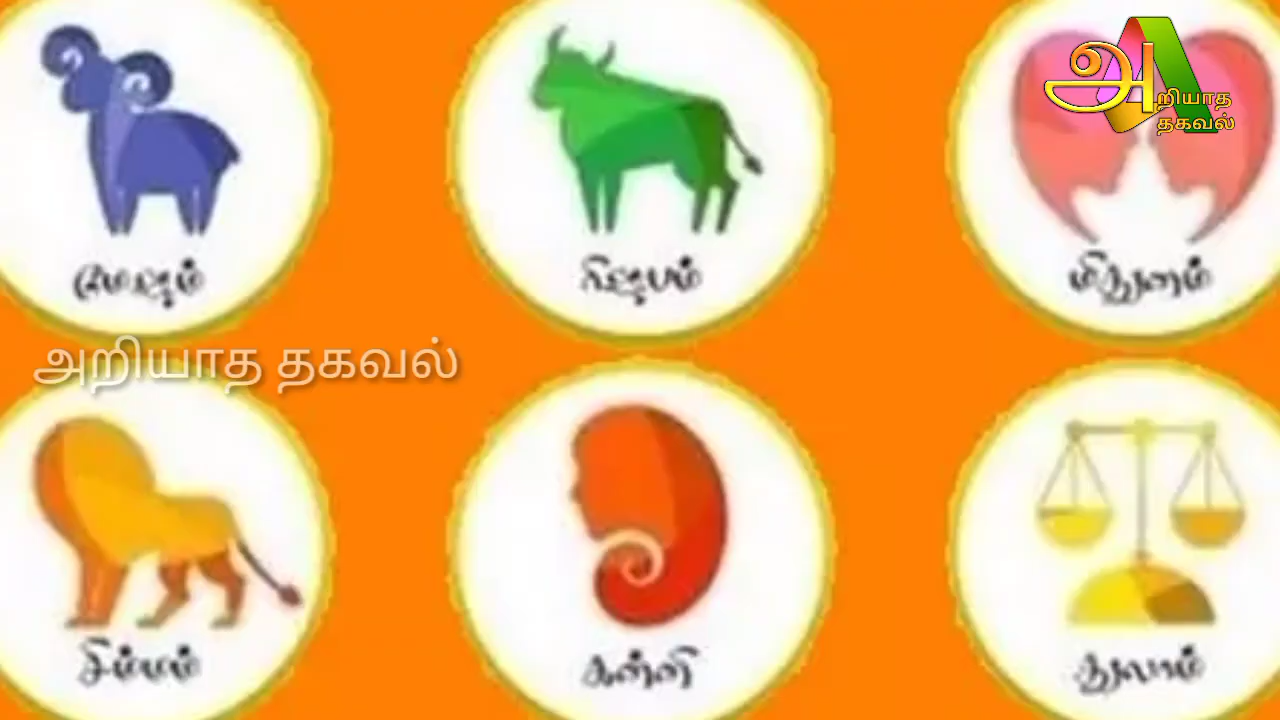 அறியாத
தகவல்
மேஷம்
ரிஷபம்
மிதுனம்
அறியாத தகவல்
சிம்மம்
கன்னி
துலாம்